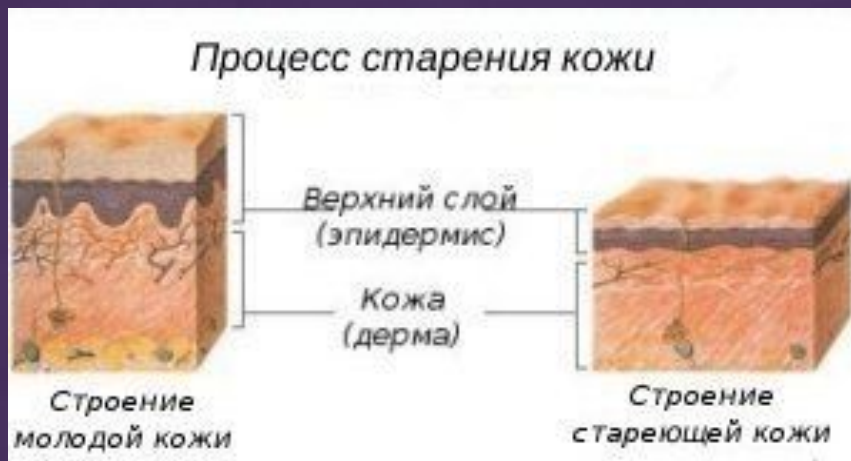 Процесс старения кожи
Верхний слой
(эпидермис)
Кожа
(дерма)
Строение
молодой кожи
Строение
стареющей кожи